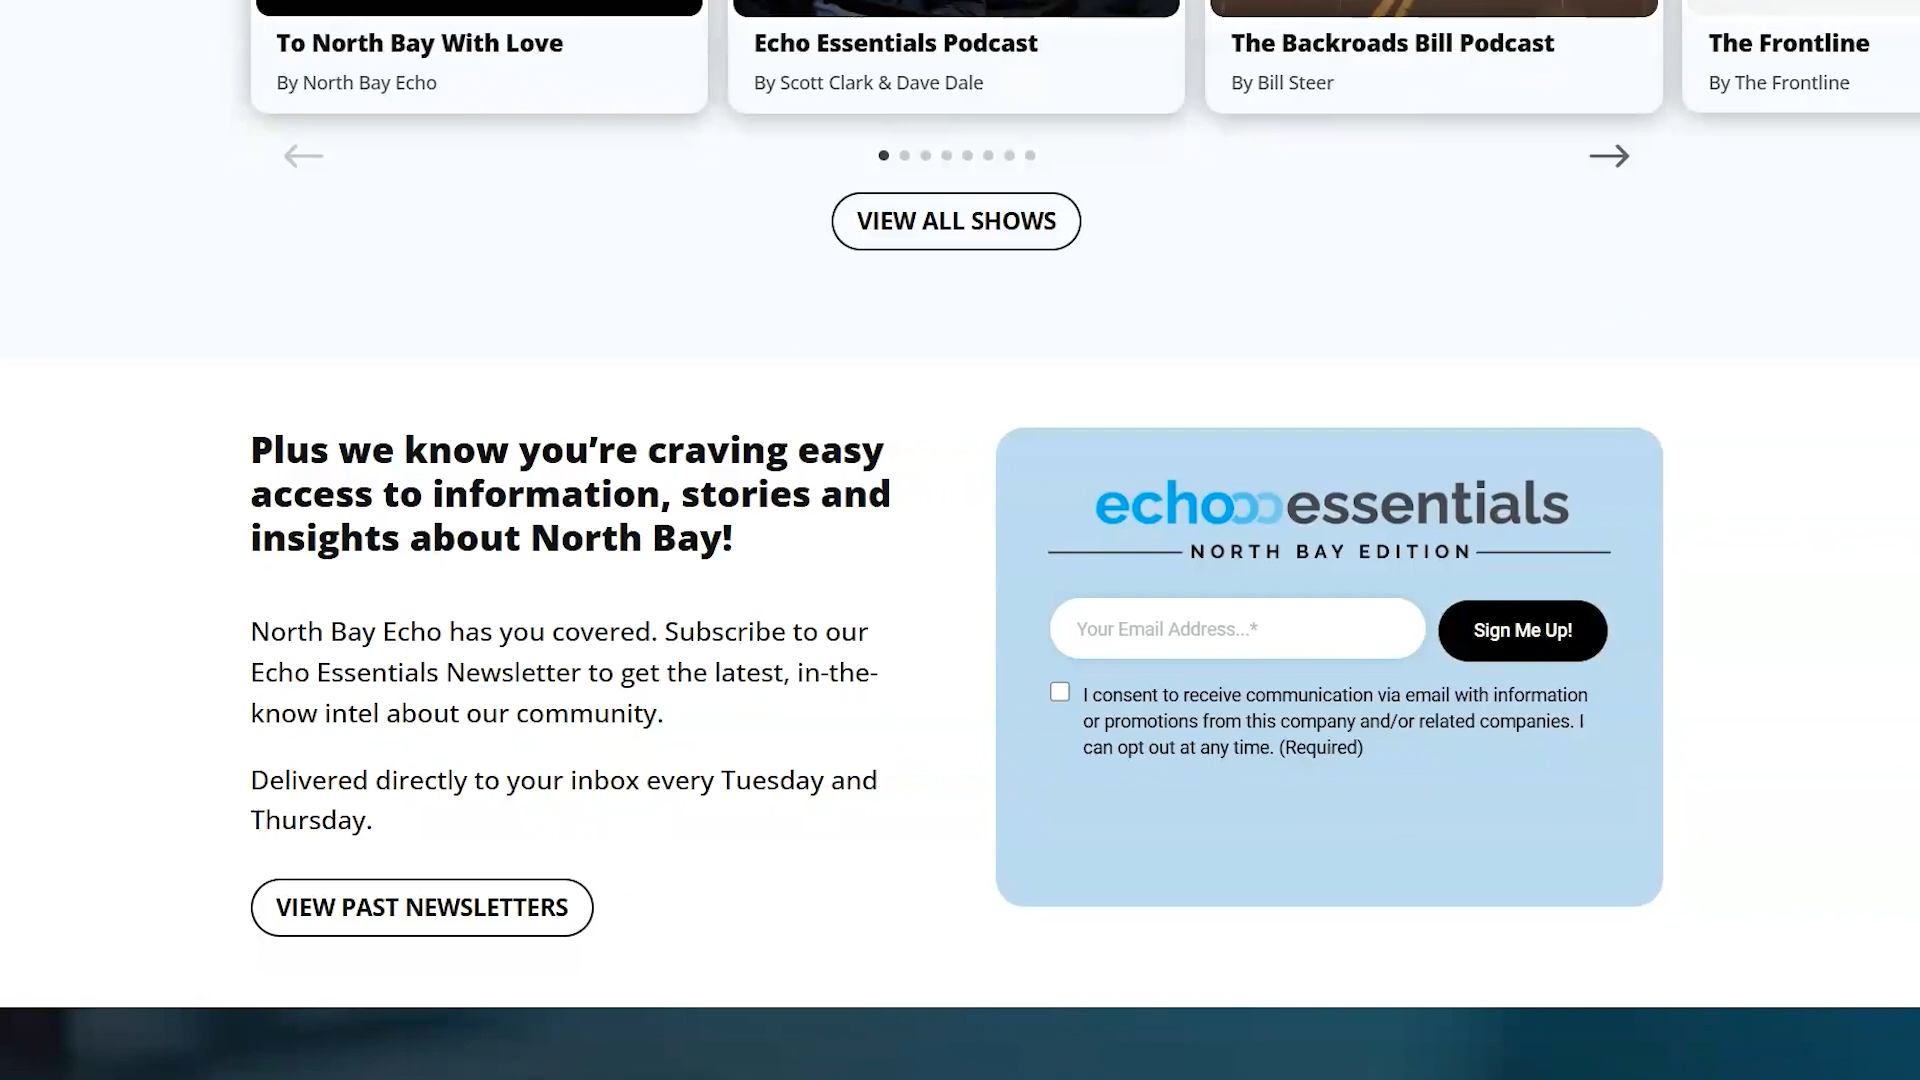 To North Bay With Love
By North Bay Echo
Echo Essentials Podcast
By Scott Clark & Dave Dale
The Backroads Bill Podcast
By Bill Steer
The Frontline
By The Frontline
VIEW ALL SHOWS
Plus we know you’re craving easy
access to information, stories and
insights about North Bay!
North Bay Echo has you covered. Subscribe to our
Echo Essentials Newsletter to get the latest, in-the-
know intel about our community.
Delivered directly to your inbox every Tuesday and
Thursday.
VIEW PAST NEWSLETTERS
echo essentials
NORTH BAY EDITION
Your Email Address...*
Sign Me Up!
I consent to receive communication via email with information
or promotions from this company and/or related companies. I
can opt out at any time. (Required)